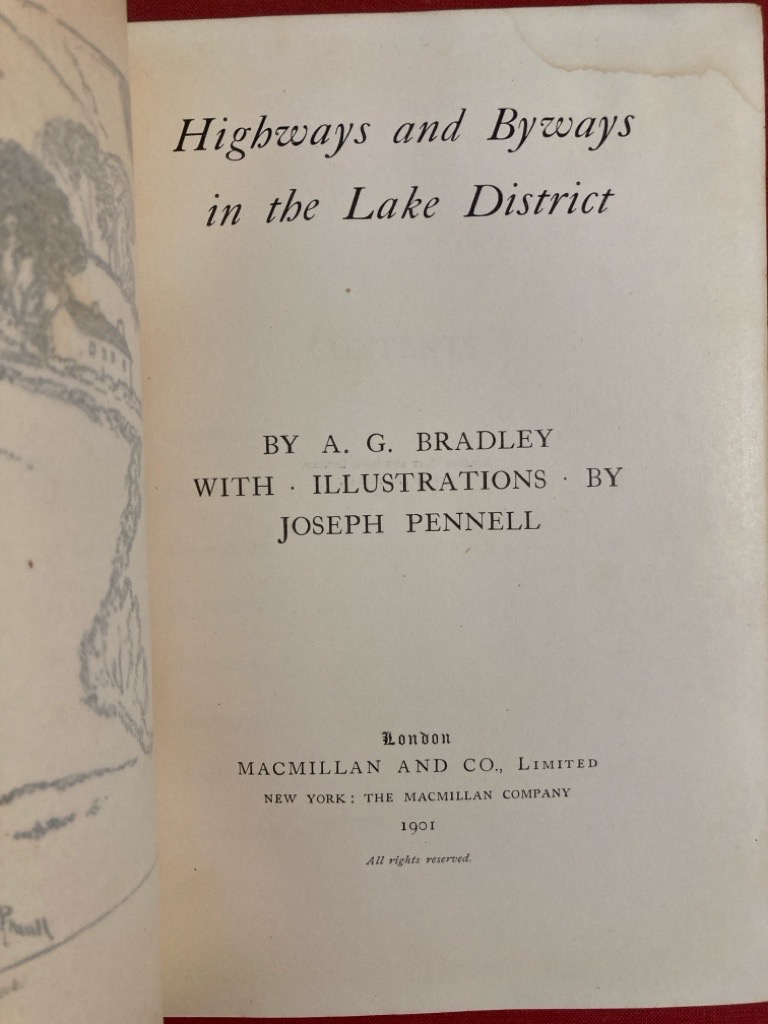 Highways and Byways
in the Lake District
BY A. G. BRADLEY
WITH · ILLUSTRATIONS · BY
JOSEPH PENNELL
London
MACMILLAN AND CO., LIMITED
NEW YORK: THE MACMILLAN COMPANY
1901
All rights reserved.